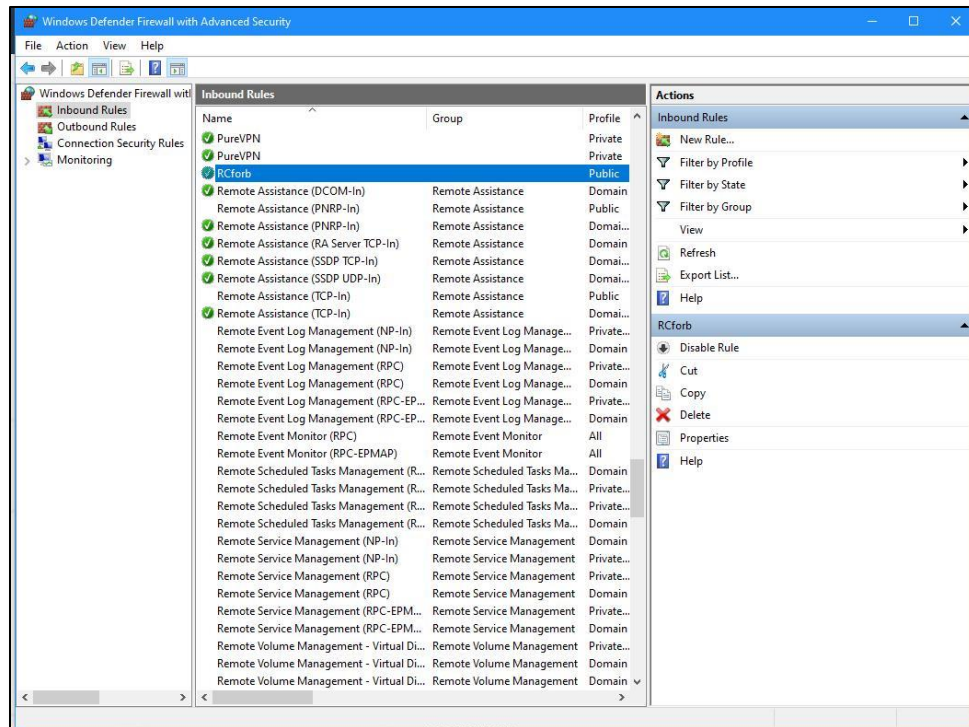 Windows Defender Firewall with Advanced Security
File Action View Help
Windows Defender Firewall witl
Inbound Rules
Outbound Rules
Connection Security Rules
Monitoring
Inbound Rules
Name Group Profile
PureVPN Private
PureVPN Private
RCforb Public
Remote Assistance (DCOM-In) Remote Assistance Domain
Remote Assistance (PNRP-In) Remote Assistance Public
Remote Assistance (PNRP-In) Remote Assistance Domai...
Remote Assistance (RA Server TCP-In) Remote Assistance Domain
Remote Assistance (SSDP TCP-In) Remote Assistance Domai...
Remote Assistance (SSDP UDP-In) Remote Assistance Domai...
Remote Assistance (TCP-In) Remote Assistance Public
Remote Assistance (TCP-In) Remote Assistance Domai...
Remote Event Log Management (NP-In) Remote Event Log Manage... Private...
Remote Event Log Management (NP-In) Remote Event Log Manage... Domain
Remote Event Log Management (RPC) Remote Event Log Manage... Private...
Remote Event Log Management (RPC) Remote Event Log Manage... Domain
Remote Event Log Management (RPC-EP... Remote Event Log Manage... Private...
Remote Event Log Management (RPC-EP... Remote Event Log Manage... Domain
Remote Event Monitor (RPC) Remote Event Monitor All
Remote Event Monitor (RPC-EPMAP) Remote Event Monitor All
Remote Scheduled Tasks Management (R... Remote Scheduled Tasks Ma... Domain
Remote Scheduled Tasks Management (R... Remote Scheduled Tasks Ma... Private...
Remote Scheduled Tasks Management (R... Remote Scheduled Tasks Ma... Private...
Remote Scheduled Tasks Management (R... Remote Scheduled Tasks Ma... Domain
Remote Service Management (NP-In) Remote Service Management Domain
Remote Service Management (NP-In) Remote Service Management Private...
Remote Service Management (RPC) Remote Service Management Private...
Remote Service Management (RPC) Remote Service Management Domain
Remote Service Management (RPC-EPM... Remote Service Management Private...
Remote Service Management (RPC-EPM... Remote Service Management Domain
Remote Volume Management - Virtual Di... Remote Volume Management Private...
Remote Volume Management - Virtual Di... Remote Volume Management Domain
Remote Volume Management - Virtual Di... Remote Volume Management Domain
Actions
Inbound Rules
New Rule...
Filter by Profile
Filter by State
Filter by Group
View
Refresh
Export List...
Help
RCforb
Disable Rule
Cut
Copy
Delete
Properties
Help